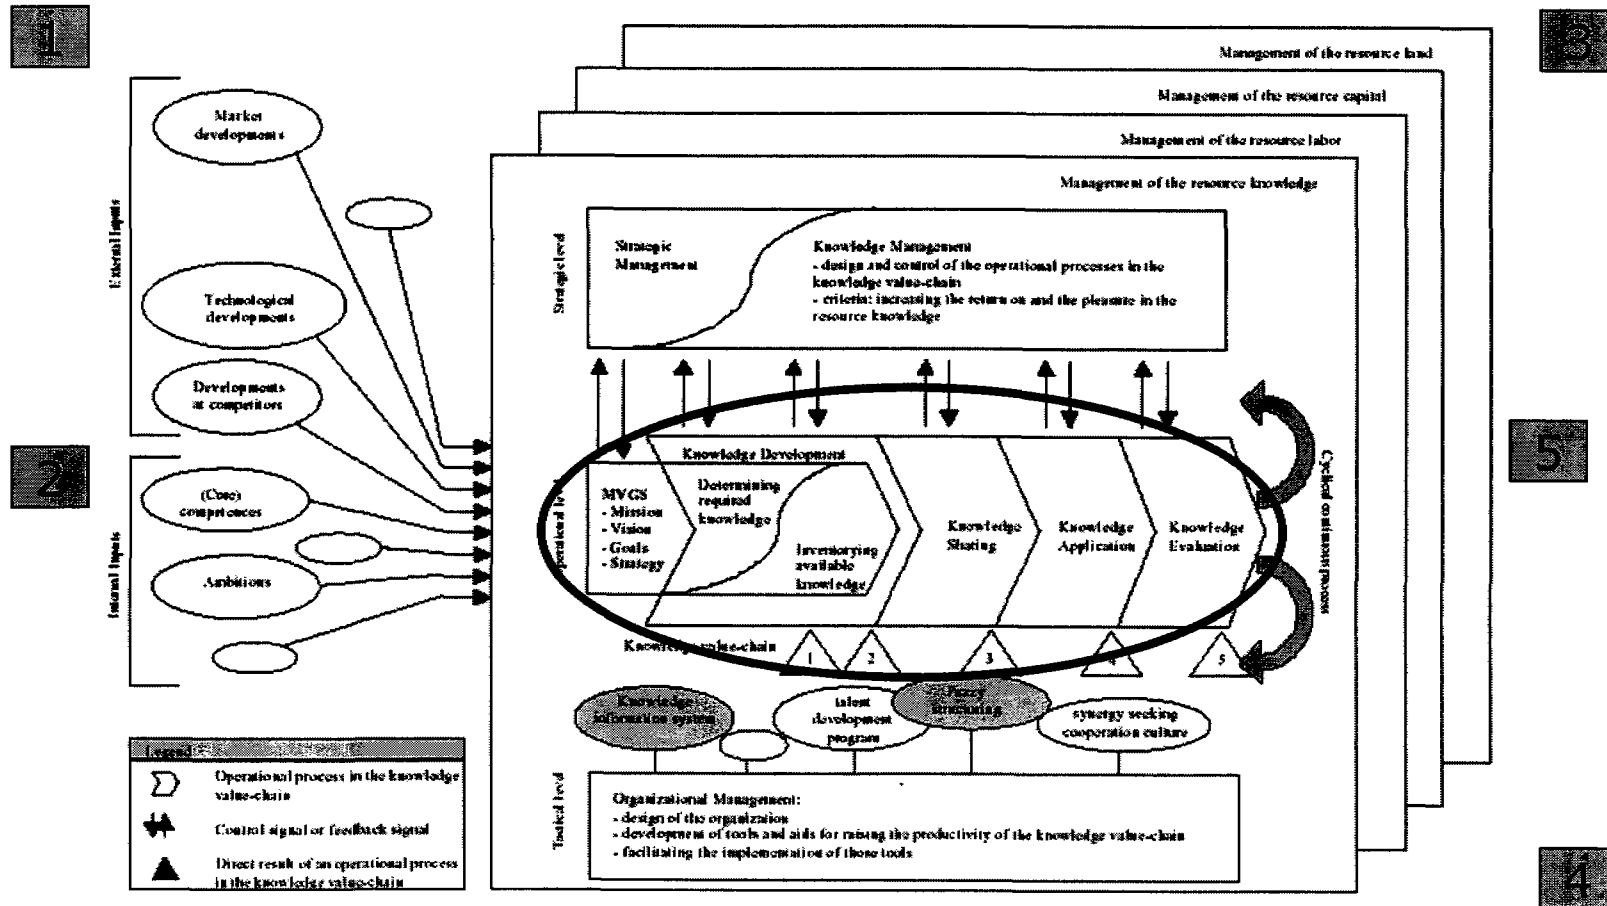 1
3
Management of the resource land
Management of the resource capital
Management of the resource labor
Management of the resource knowledge
External Inputs
Market
developments
Technological
developments
Developments
at competitors
2
Internal Inputs
(Core)
competences
Ambitions
Strategic level
Strategic
Management
Knowledge Management
- design and control of the operational processes in the
knowledge value-chain
- criteria: increasing the return on and the pleasure in the
resource knowledge
Knowledge Development
MVGS
- Mission
- Vision
- Goals
- Strategy
Determining
required
knowledge
Inventorying
available
knowledge
Knowledge
Sharing
Knowledge
Application
Knowledge
Evaluation
Cyclical continuous process
5
Knowledge value-chain
1
2
3
4
5
Knowledge
information system
talent
development
program
Fuzzy
structuring
synergy seeking
cooperation culture
Tactical level
Organizational Management:
- design of the organization
- development of tools and aids for raising the productivity of the knowledge value-chain
- facilitating the implementation of those tools
Legend
Operational process in the knowledge
value-chain
Control signal or feedback signal
Direct result of an operational process
in the knowledge value-chain
4